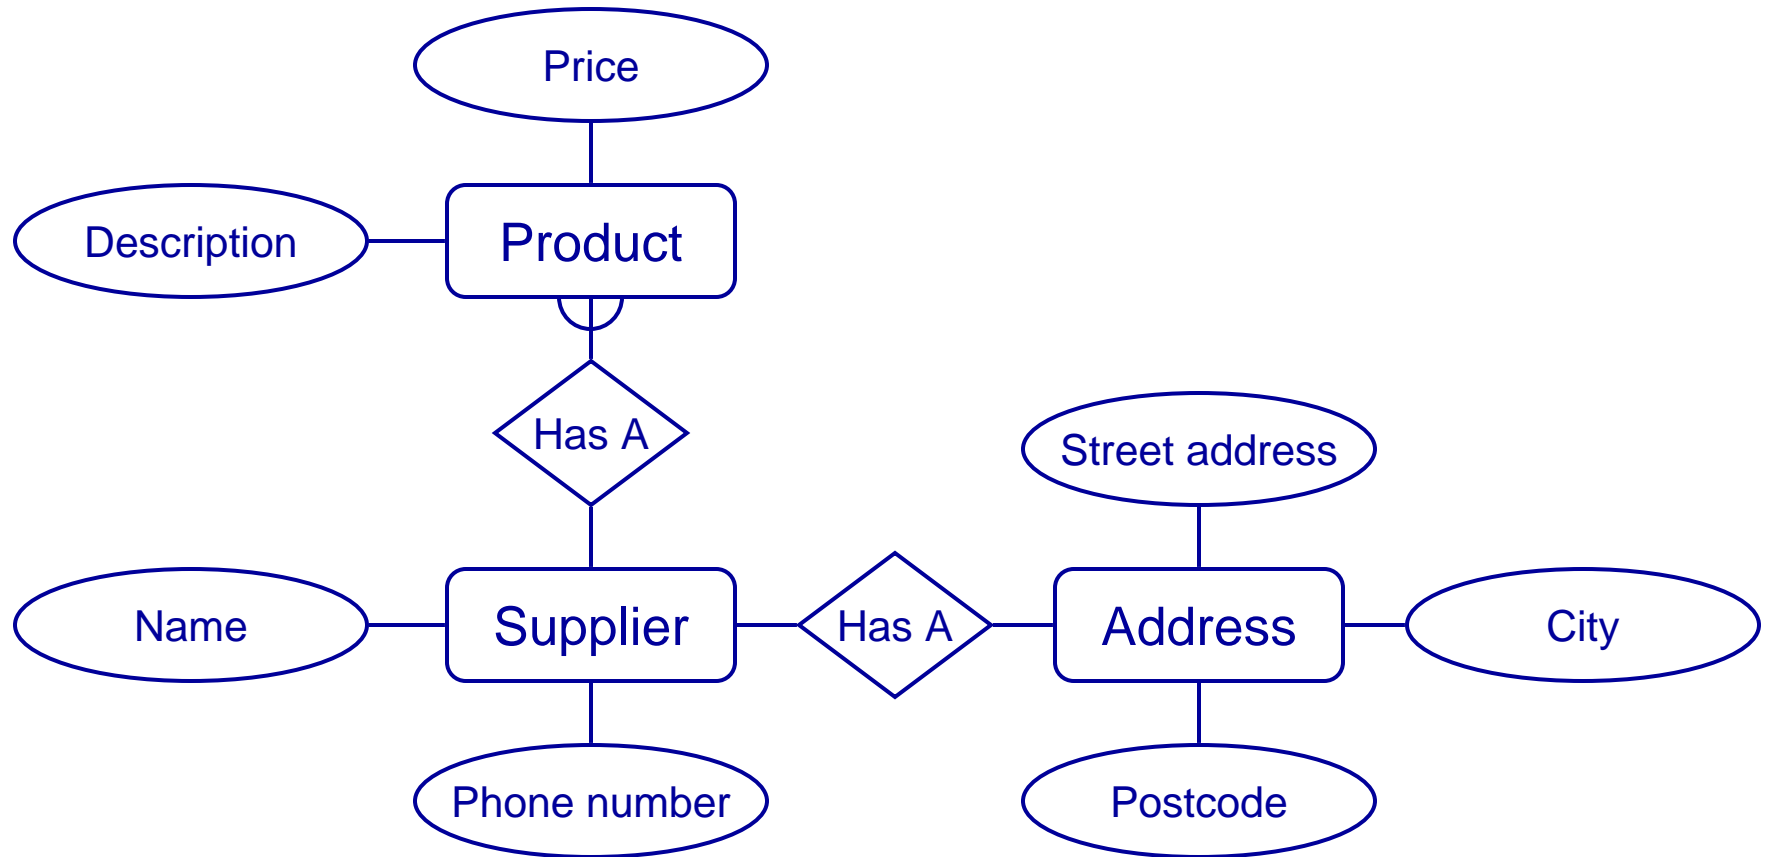 Price
Description
Product
Has A
Street address
Name
Supplier
Has A
Address
City
Phone number
Postcode